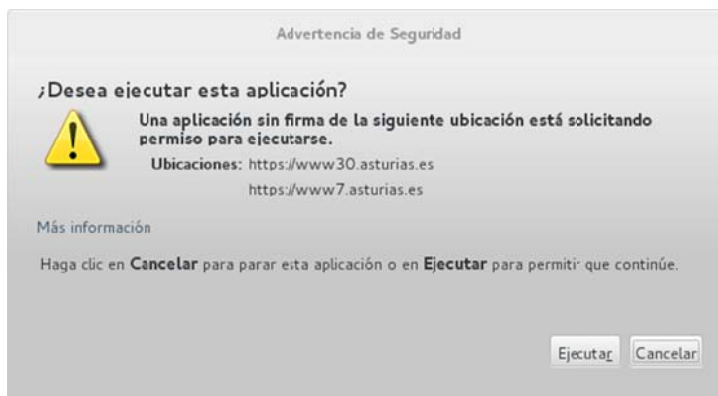 Advertencia de Seguridad
¿Desea ejecutar esta aplicación?
Una aplicación sin firma de la siguiente ubicación está solicitando
permiso para ejecutarse.
Ubicaciones: https://www30.asturias.es
https://www7.asturias.es
Más información
Haga clic en Cancelar para parar esta aplicación o en Ejecutar para permitir que continúe.
Ejecutar Cancelar